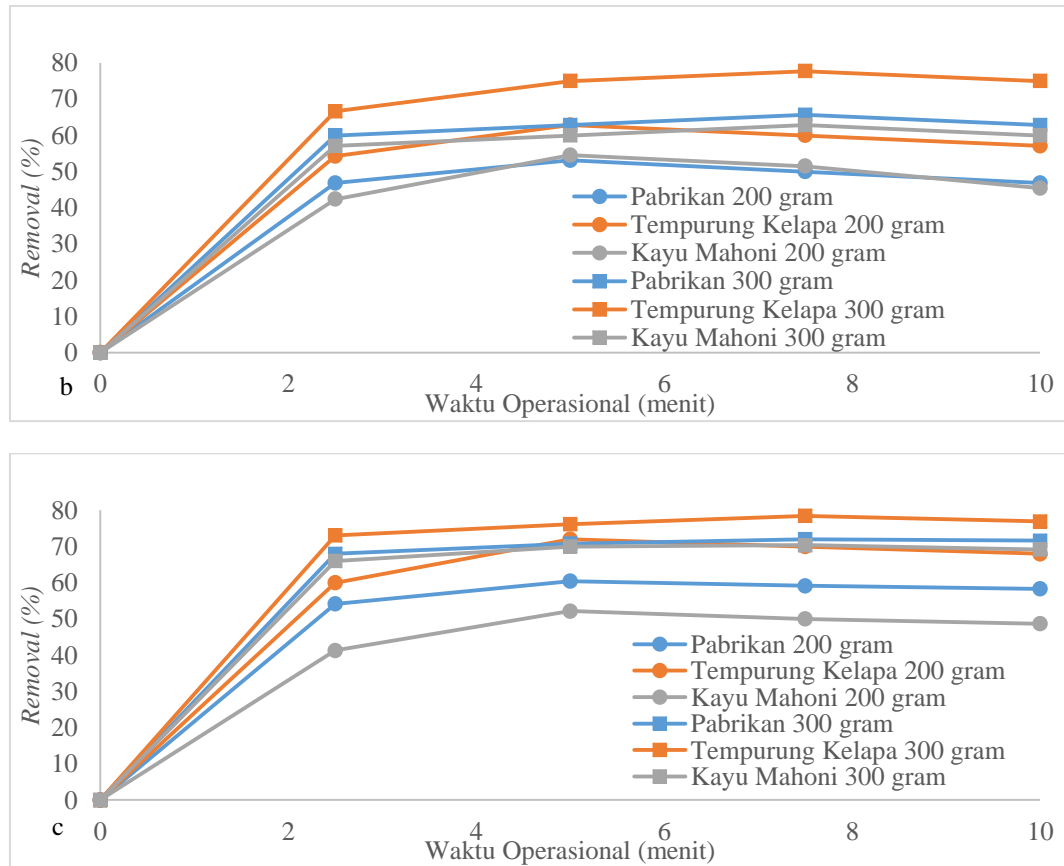 80
70
60
50
40
30
20
10
0
Removal (%)
Pabrikan 200 gram
Tempurung Kelapa 200 gram
Kayu Mahoni 200 gram
Pabrikan 300 gram
Tempurung Kelapa 300 gram
Kayu Mahoni 300 gram
b
0 2 4 6 8 10
Waktu Operasional (menit)
80
70
60
50
40
30
20
10
0
Removal (%)
Pabrikan 200 gram
Tempurung Kelapa 200 gram
Kayu Mahoni 200 gram
Pabrikan 300 gram
Tempurung Kelapa 300 gram
Kayu Mahoni 300 gram
c
0 2 4 6 8 10
Waktu Operasional (menit)